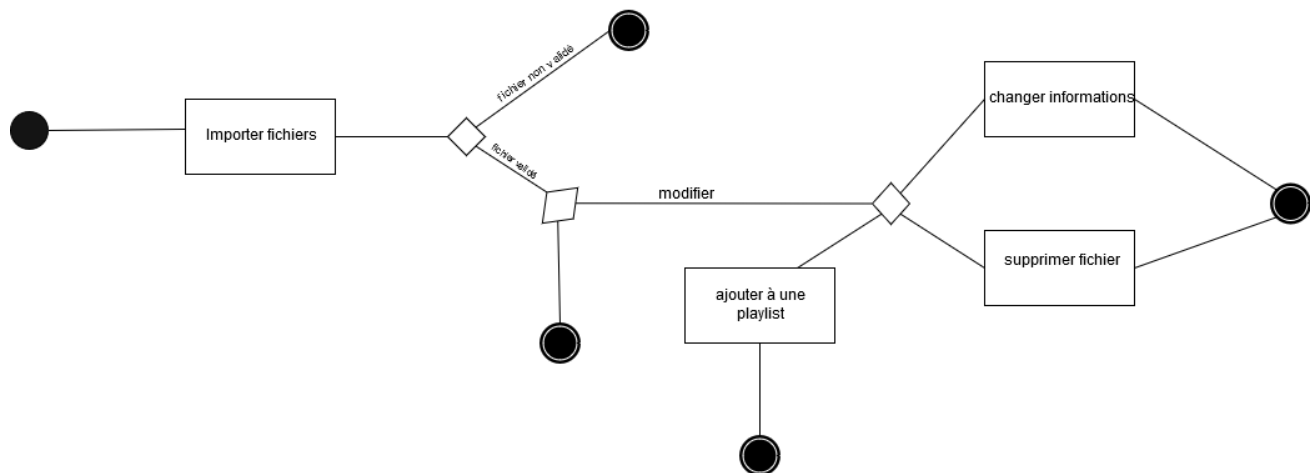 fichier non validé
changer informations
Importer fichiers
fichier validé
modifier
supprimer fichier
ajouter à une
playlist